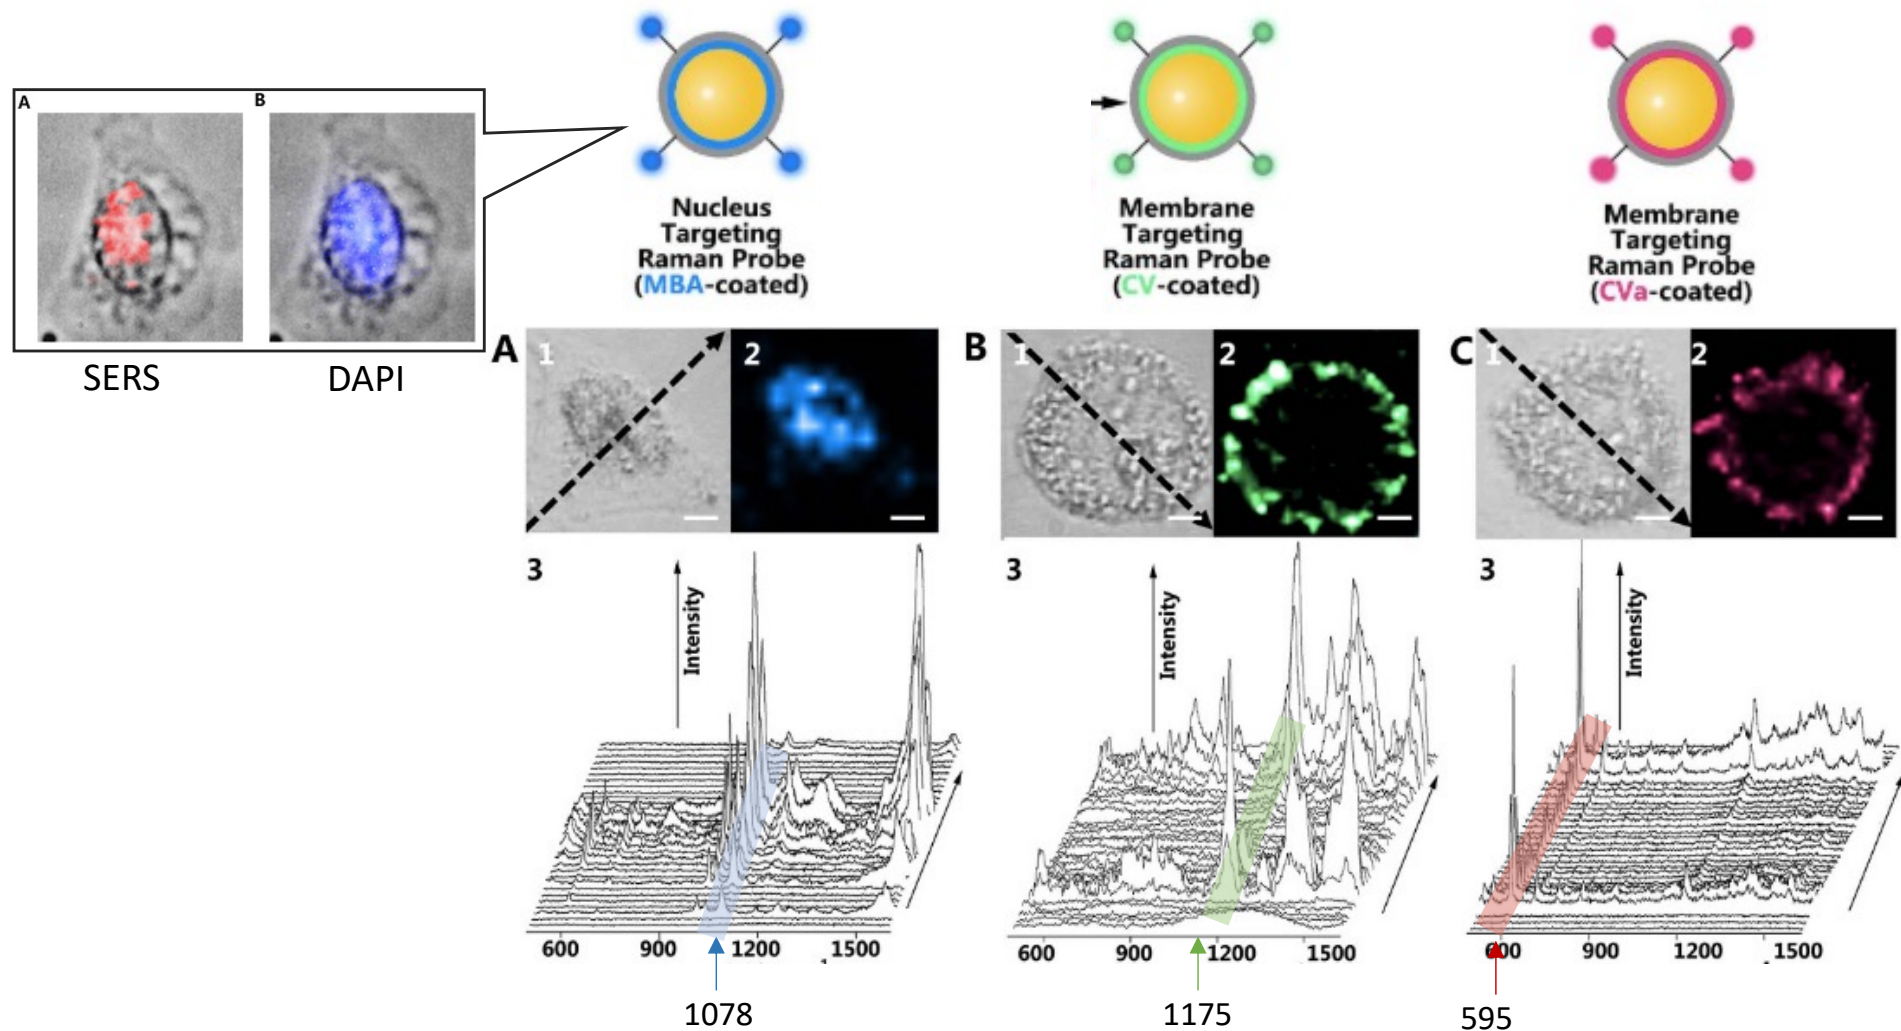 A
B
SERS
DAPI
Nucleus
Targeting
Raman Probe
(MBA-coated)
Membrane
Targeting
Raman Probe
(CV-coated)
Membrane
Targeting
Raman Probe
(CVa-coated)
A
1
2
B
1
2
C
1
2
3
Intensity
600
900
1200
1500
1078
3
Intensity
600
900
1200
1500
1175
3
Intensity
600
900
1200
1500
595